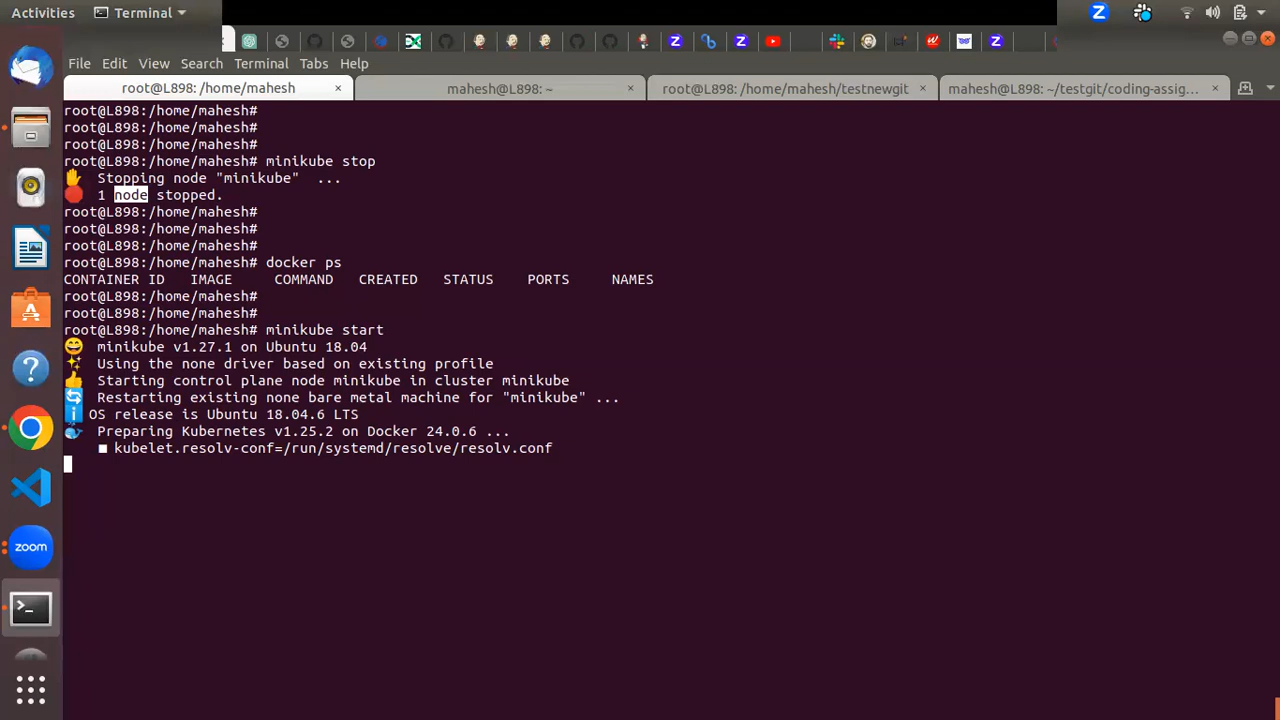 Activities
Terminal
File Edit View Search Terminal Tabs Help
root@L898: /home/mahesh × mahesh@L898: ~ × root@L898: /home/mahesh/testnewgit × mahesh@L898: ~/testgit/coding-assig... ×
root@L898:/home/mahesh#
root@L898:/home/mahesh#
root@L898:/home/mahesh#
root@L898:/home/mahesh# minikube stop
Stopping node "minikube" ...
1 node stopped.
root@L898:/home/mahesh#
root@L898:/home/mahesh#
root@L898:/home/mahesh#
root@L898:/home/mahesh# docker ps
CONTAINER ID IMAGE COMMAND CREATED STATUS PORTS NAMES
root@L898:/home/mahesh#
root@L898:/home/mahesh#
root@L898:/home/mahesh# minikube start
minikube v1.27.1 on Ubuntu 18.04
Using the none driver based on existing profile
Starting control plane node minikube in cluster minikube
Restarting existing none bare metal machine for "minikube" ...
OS release is Ubuntu 18.04.6 LTS
Preparing Kubernetes v1.25.2 on Docker 24.0.6 ...
kubelet.resolv-conf=/run/systemd/resolve/resolv.conf
zoom